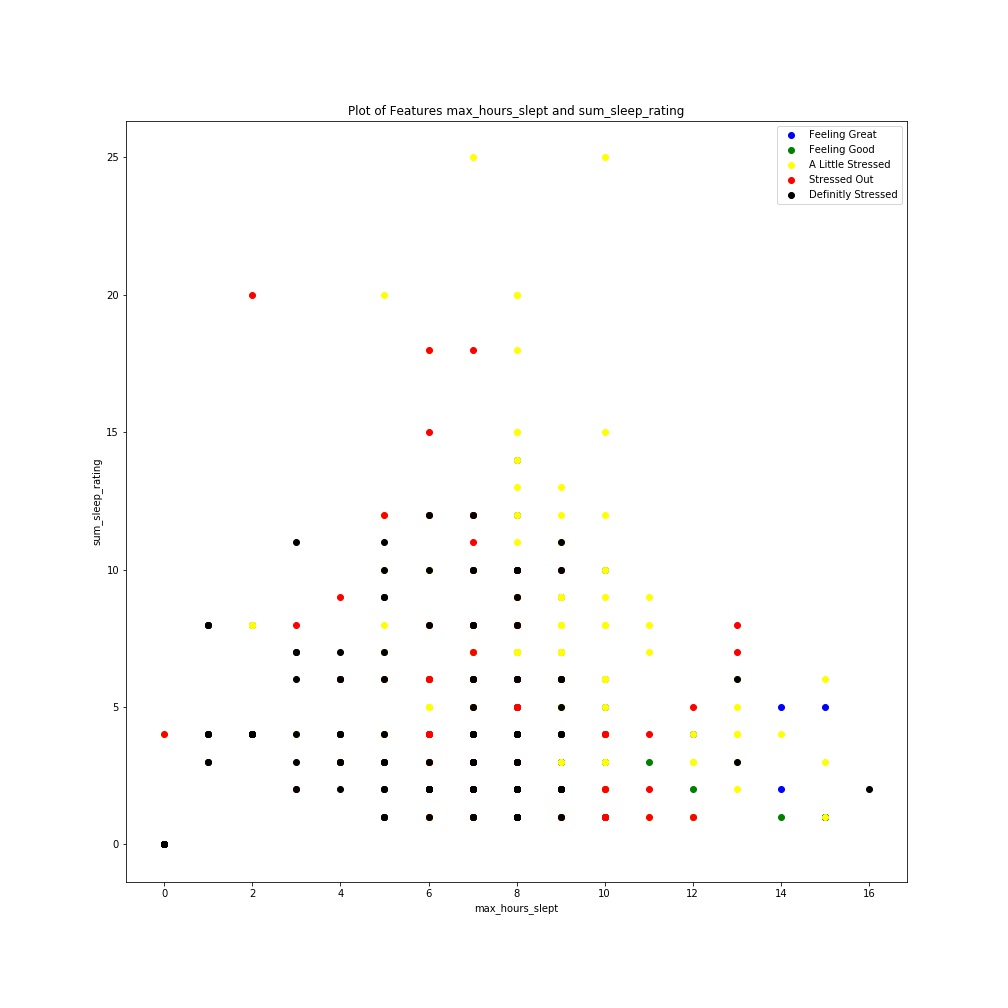 Plot of Features max_hours_slept and sum_sleep_rating
Feeling Great
Feeling Good
A Little Stressed
Stressed Out
Definitly Stressed
25
20
15
10
5
0
sum_sleep_rating
0 2 4 6 8 10 12 14 16
max_hours_slept